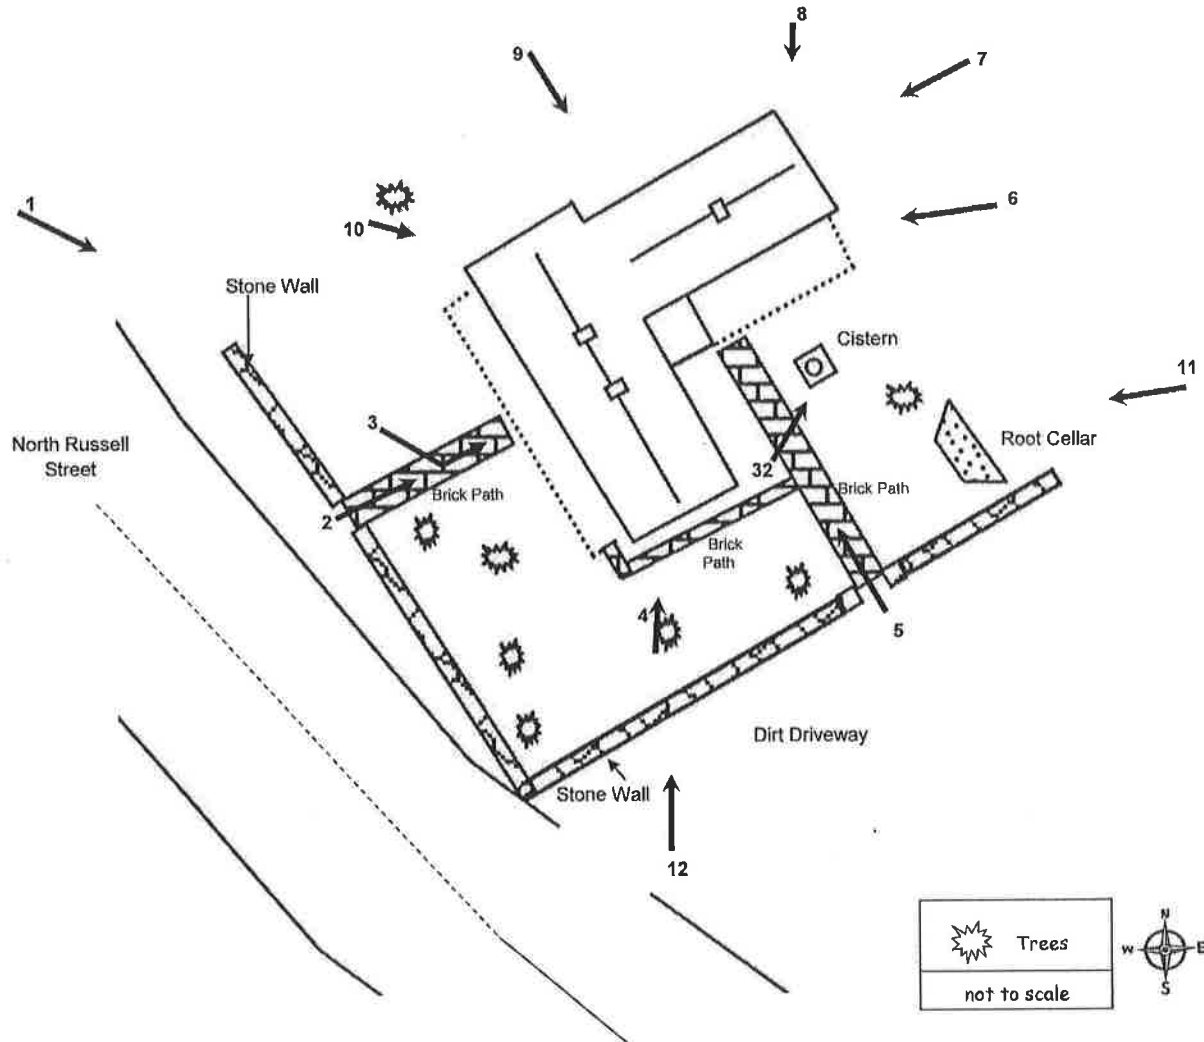 8
9
7
1
6
10
Stone Wall
Cistern
11
3
North Russell
Street
Root Cellar
32
Brick Path
Brick Path
2
Brick
Path
4
5
Dirt Driveway
Stone Wall
12
Trees
not to scale
N
W
E
S